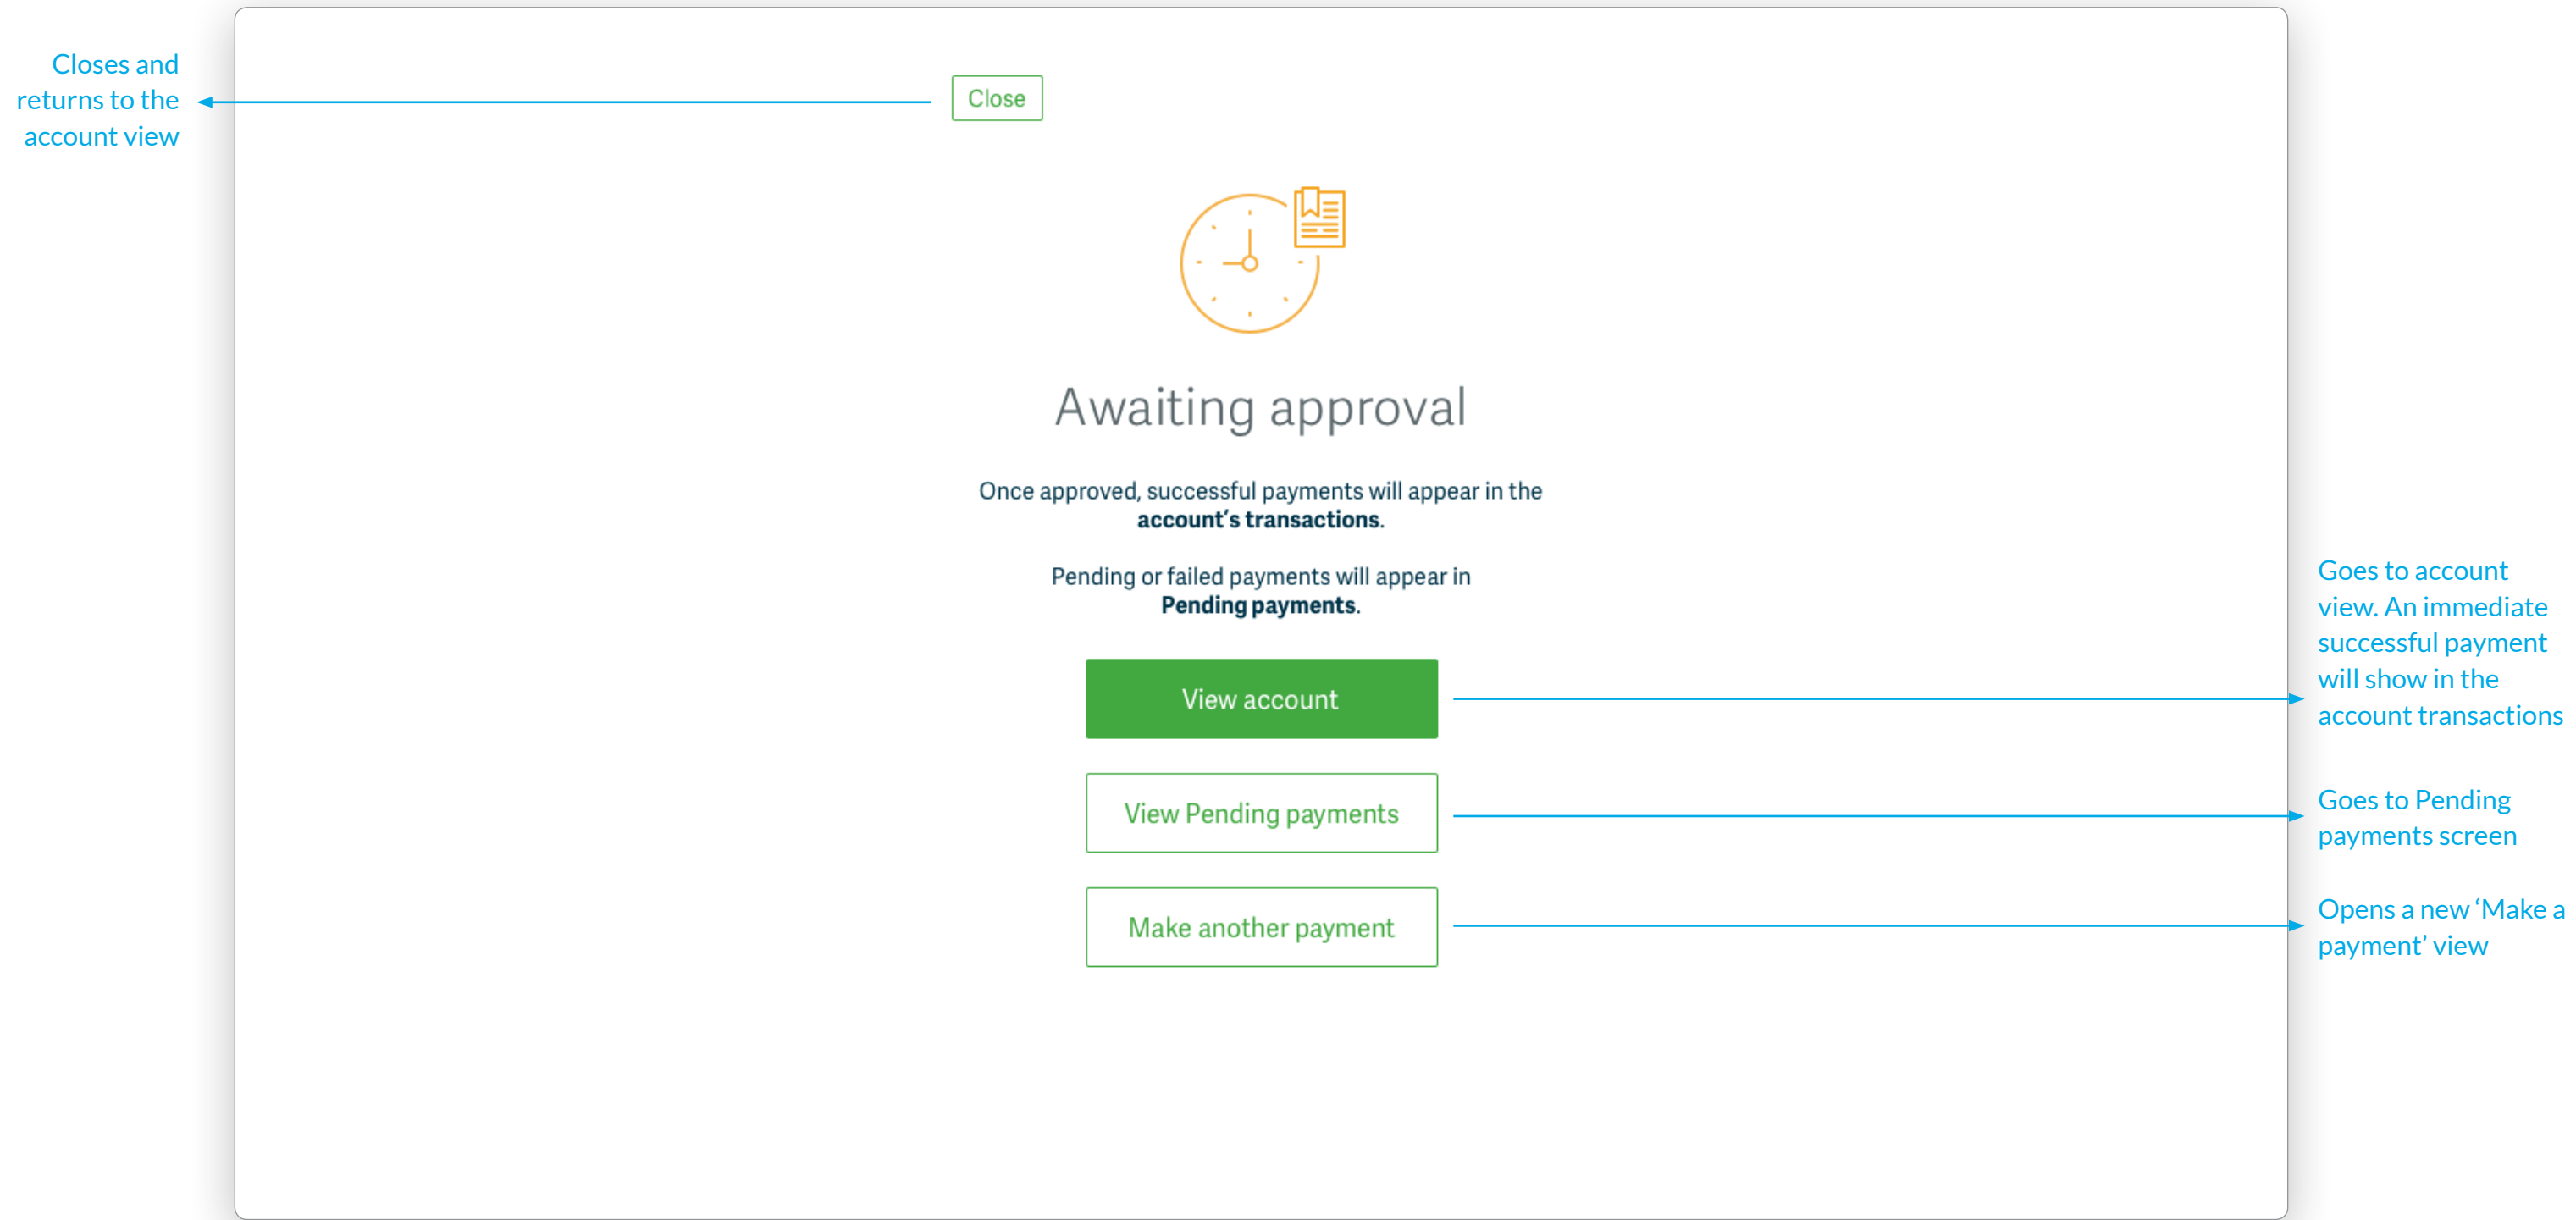 Closes and
returns to the
account view
Close
Awaiting approval
Once approved, successful payments will appear in the
account’s transactions.
Pending or failed payments will appear in
Pending payments.
View account
Goes to account
view. An immediate
successful payment
will show in the
account transactions
View Pending payments
Goes to Pending
payments screen
Make another payment
Opens a new ‘Make a
payment’ view